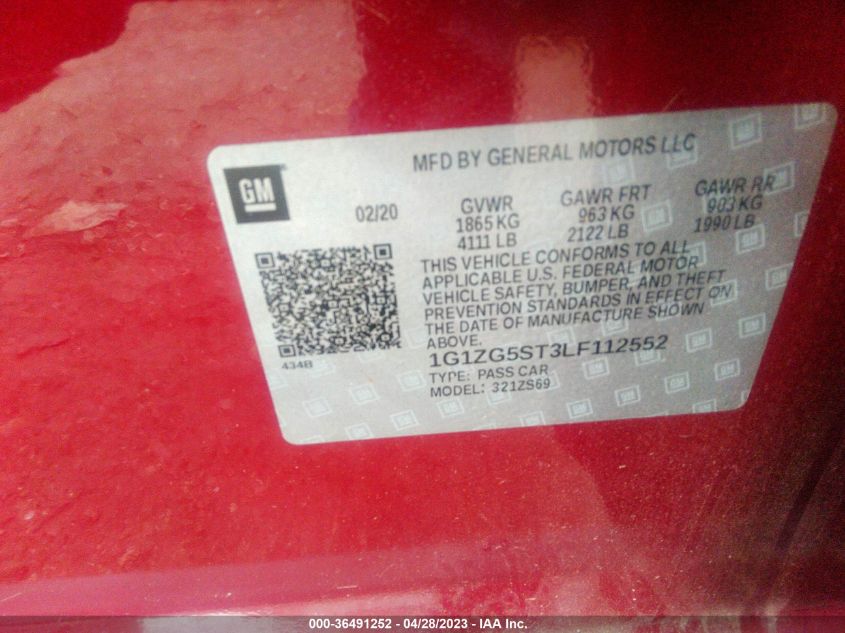 MFD BY GENERAL MOTORS LLC
GM
02/20
GVWR GAWR FRT GAWR RR
1865 KG 963 KG 903 KG
4111 LB 2122 LB 1990 LB
THIS VEHICLE CONFORMS TO ALL
APPLICABLE U.S. FEDERAL MOTOR
VEHICLE SAFETY, BUMPER, AND THEFT
PREVENTION STANDARDS IN EFFECT ON
THE DATE OF MANUFACTURE SHOWN
ABOVE.
434B
1G1ZG5ST3LF112552
TYPE: PASS CAR
MODEL: 321ZS69
000-36491252 - 04/28/2023 - IAA Inc.